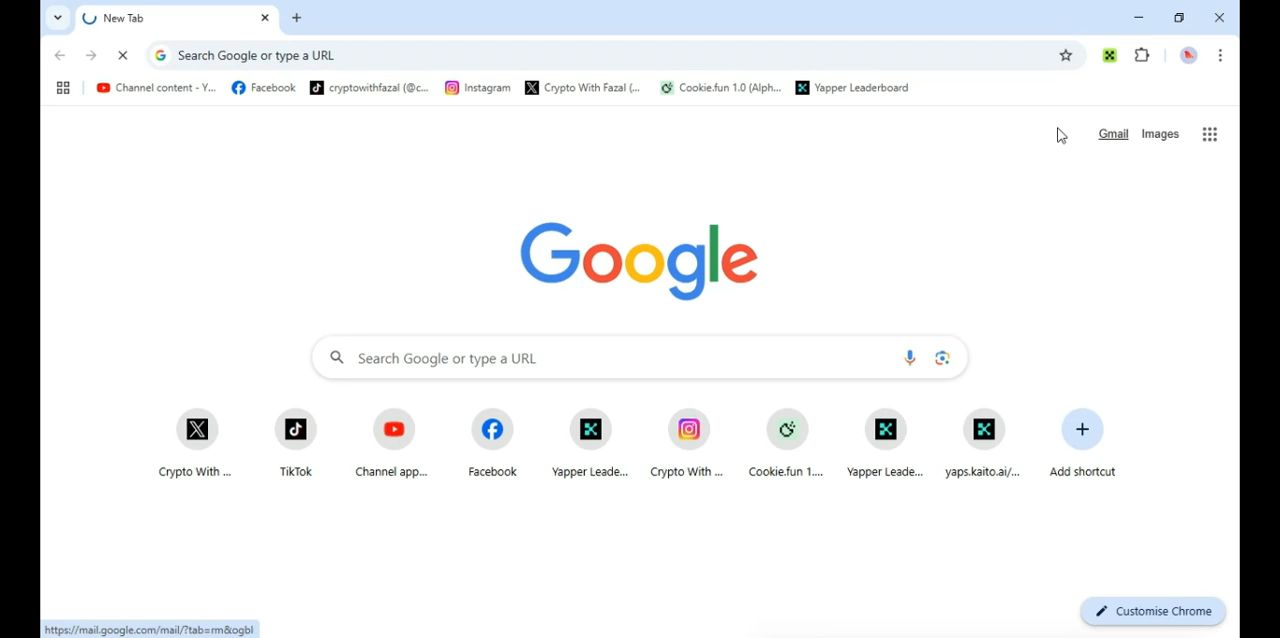 New Tab
Search Google or type a URL
Channel content - Y...
Facebook
cryptowithfazal (@c...
Instagram
Crypto With Fazal (...
Cookie.fun 1.0 (Alph...
Yapper Leaderboard
Gmail
Images
Google
Search Google or type a URL
Crypto With ...
TikTok
Channel app...
Facebook
Yapper Leade...
Crypto With ...
Cookie.fun 1....
Yapper Leade...
yaps.kaito.ai/...
Add shortcut
Customise Chrome
https://mail.google.com/mail/?tab=rm&ogbl